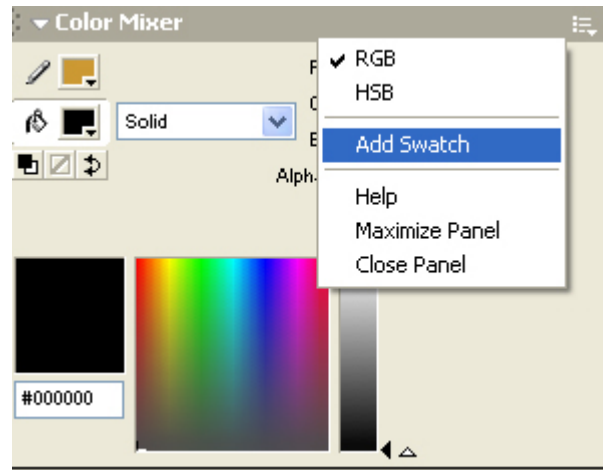 Color Mixer
RGB
HSB
Solid
Add Swatch
Alph
Help
Maximize Panel
Close Panel
#000000